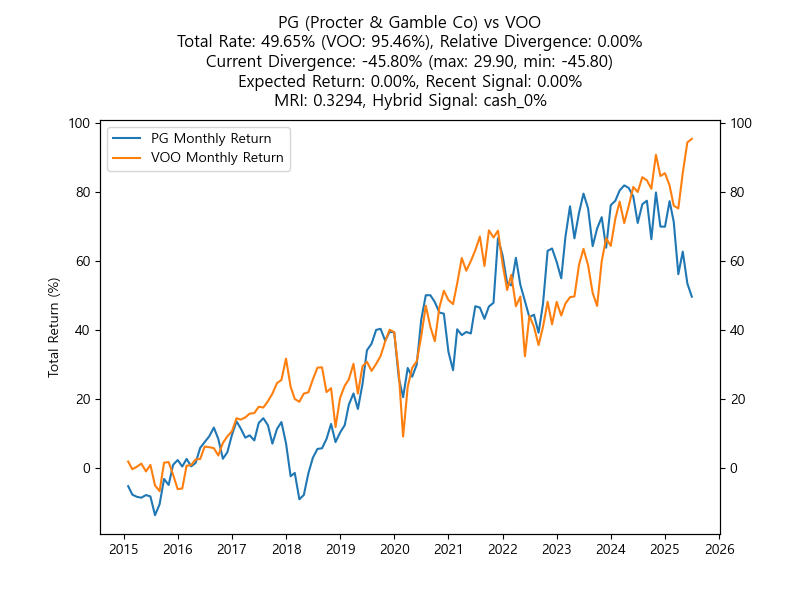 PG (Procter & Gamble Co) vs VOO
Total Rate: 49.65% (VOO: 95.46%), Relative Divergence: 0.00%
Current Divergence: -45.80% (max: 29.90, min: -45.80)
Expected Return: 0.00%, Recent Signal: 0.00%
MRI: 0.3294, Hybrid Signal: cash_0%
PG Monthly Return
VOO Monthly Return
Total Return (%)
100
80
60
40
20
0
100
80
60
40
20
0
2015 2016 2017 2018 2019 2020 2021 2022 2023 2024 2025 2026